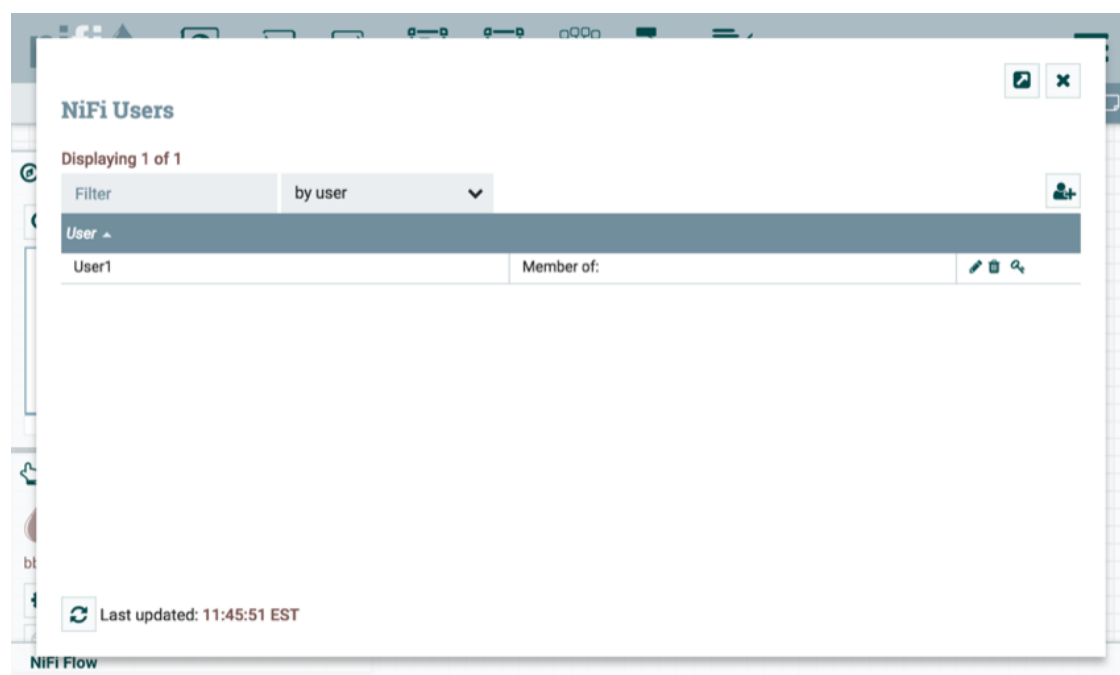 NiFi Users
Displaying 1 of 1
Filter by user
User
User1 Member of:
Last updated: 11:45:51 EST
NiFi Flow